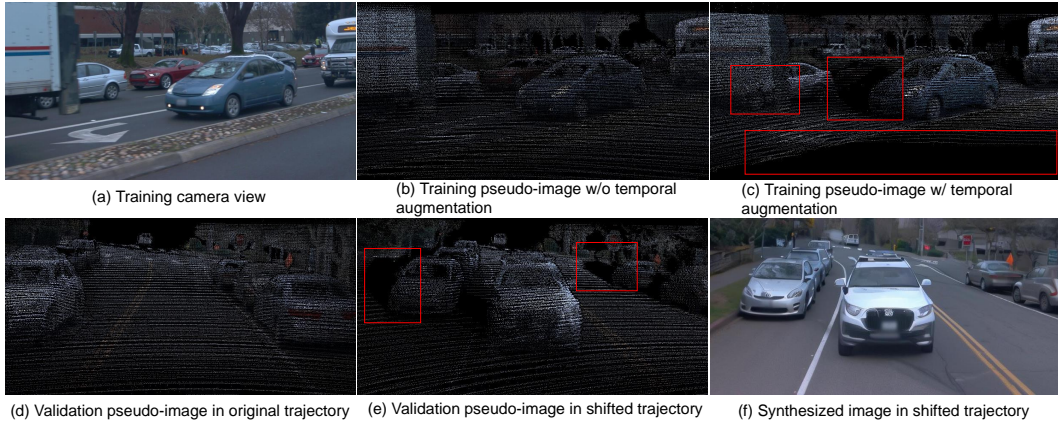 (a) Training camera view
(b) Training pseudo-image w/o temporal
augmentation
(c) Training pseudo-image w/ temporal
augmentation
(d) Validation pseudo-image in original trajectory
(e) Validation pseudo-image in shifted trajectory
(f) Synthesized image in shifted trajectory